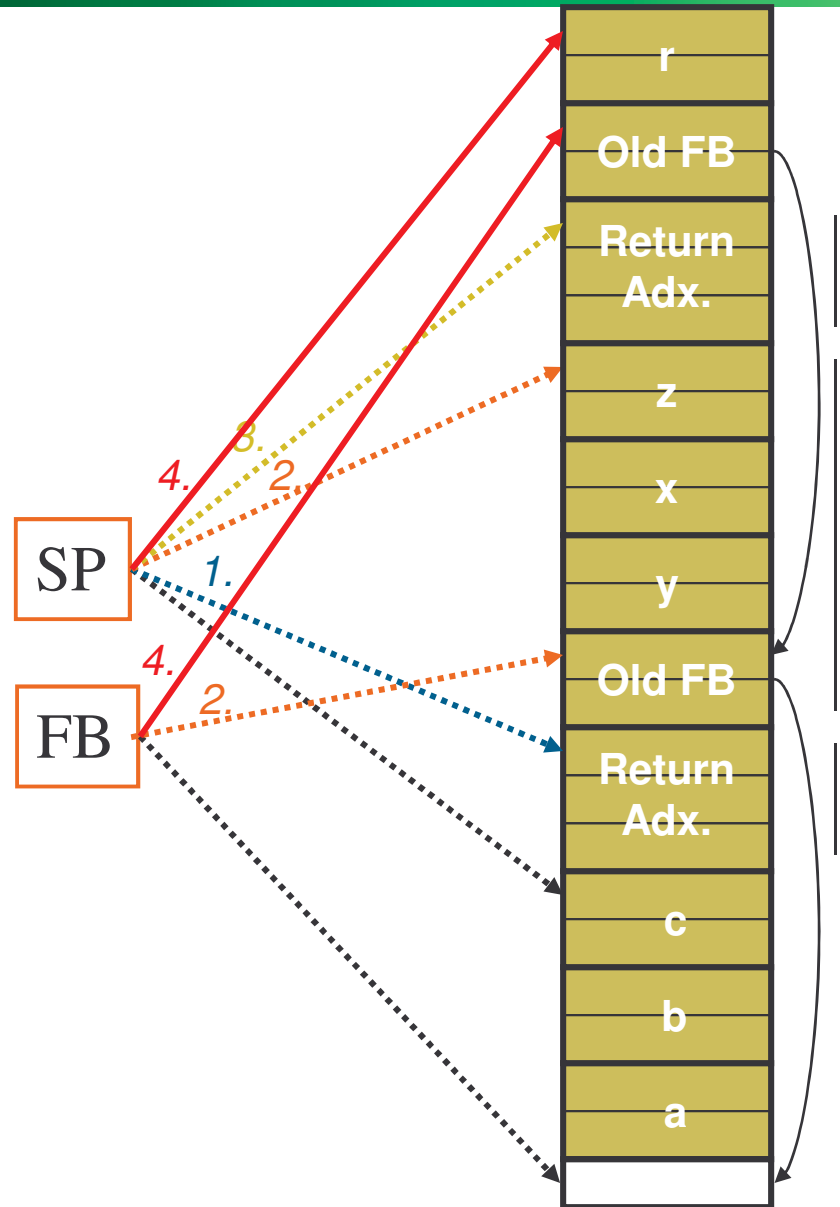 r
Old FB
Return
Adx.
z
3.
4.
2.
x
SP
1.
y
4.
Old FB
2.
FB
Return
Adx.
c
b
a